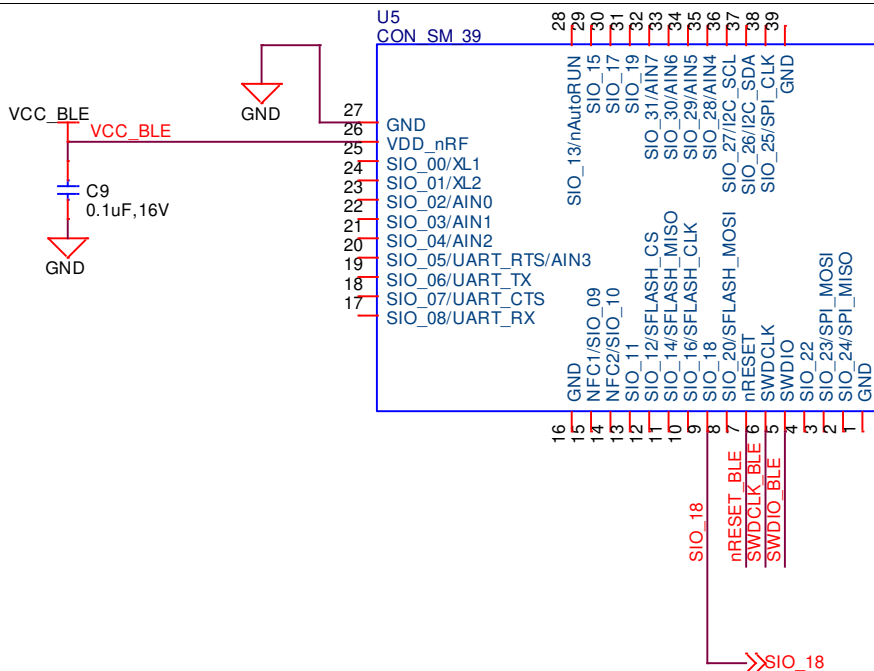 U5
CON SM 39
28
29
30
31
32
33
34
35
36
37
38
39
SIO_13/nAutoRUN
SIO_15
SIO_17
SIO_19
SIO_31/AIN7
SIO_30/AIN6
SIO_29/AIN5
SIO_28/AIN4
SIO_27/I2C_SCL
SIO_26/I2C_SDA
SIO_25/SPI_CLK
GND
GND
VCC_BLE
VCC_BLE
C9
0.1uF,16V
GND
27
GND
26
VDD_nRF
25
SIO_00/XL1
24
SIO_01/XL2
23
SIO_02/AIN0
22
SIO_03/AIN1
21
SIO_04/AIN2
20
SIO_05/UART_RTS/AIN3
19
SIO_06/UART_TX
18
SIO_07/UART_CTS
17
SIO_08/UART_RX
GND
NFC1/SIO_09
NFC2/SIO_10
SIO_11
SIO_12/SFLASH_CS
SIO_14/SFLASH_MISO
SIO_16/SFLASH_CLK
SIO_18
SIO_20/SFLASH_MOSI
nRESET
SWDCLK
SWDIO
SIO_22
SIO_23/SPI_MOSI
SIO_24/SPI_MISO
GND
16
15
14
13
12
11
10
9
8
7
6
5
4
3
2
1
SIO_18
nRESET_BLE
SWDCLK_BLE
SWDIO_BLE
SIO_18